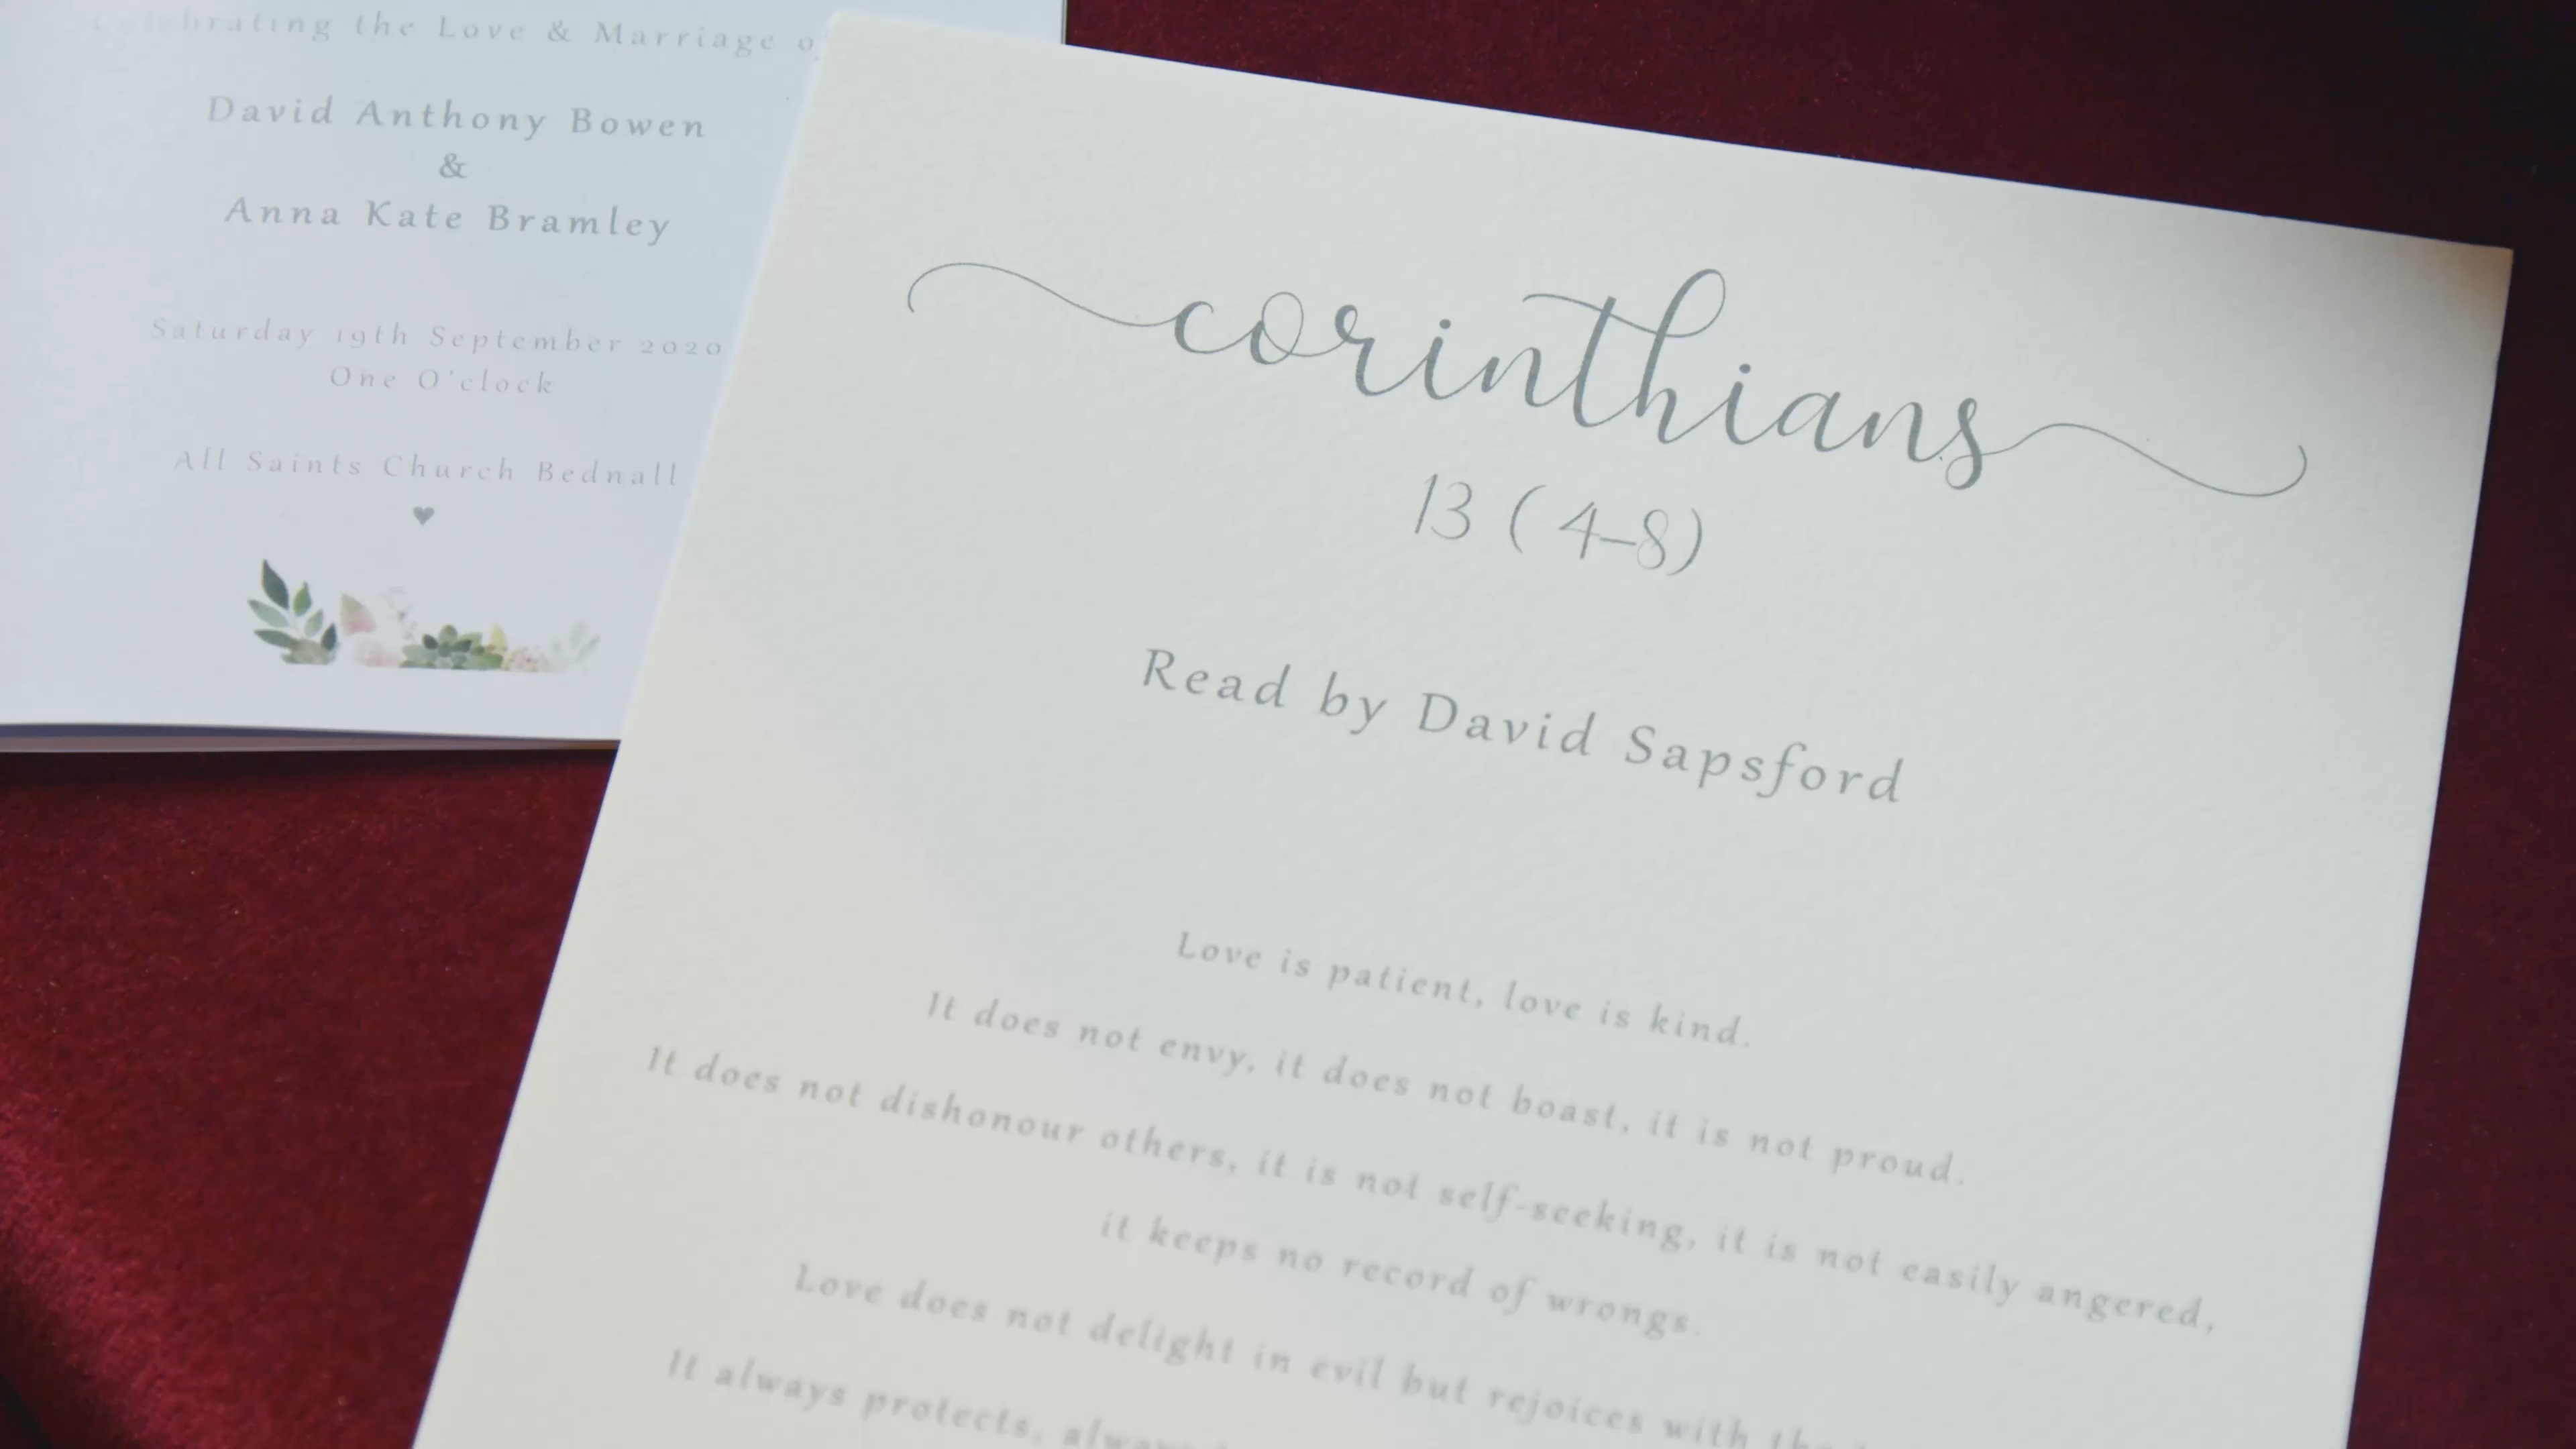 Celebrating the Love & Marriage o
David Anthony Bowen
&
Anna Kate Bramley
Saturday 19th September 2020
One O'clock
All Saints Church Bednall
corinthians
13 ( 4–8)
Read by David Sapsford
Love is patient, love is kind.
It does not envy, it does not boast, it is not proud.
It does not dishonour others, it is not self-seeking, it is not easily angered,
it keeps no record of wrongs.
Love does not delight in evil but rejoices with the
It always protects, always